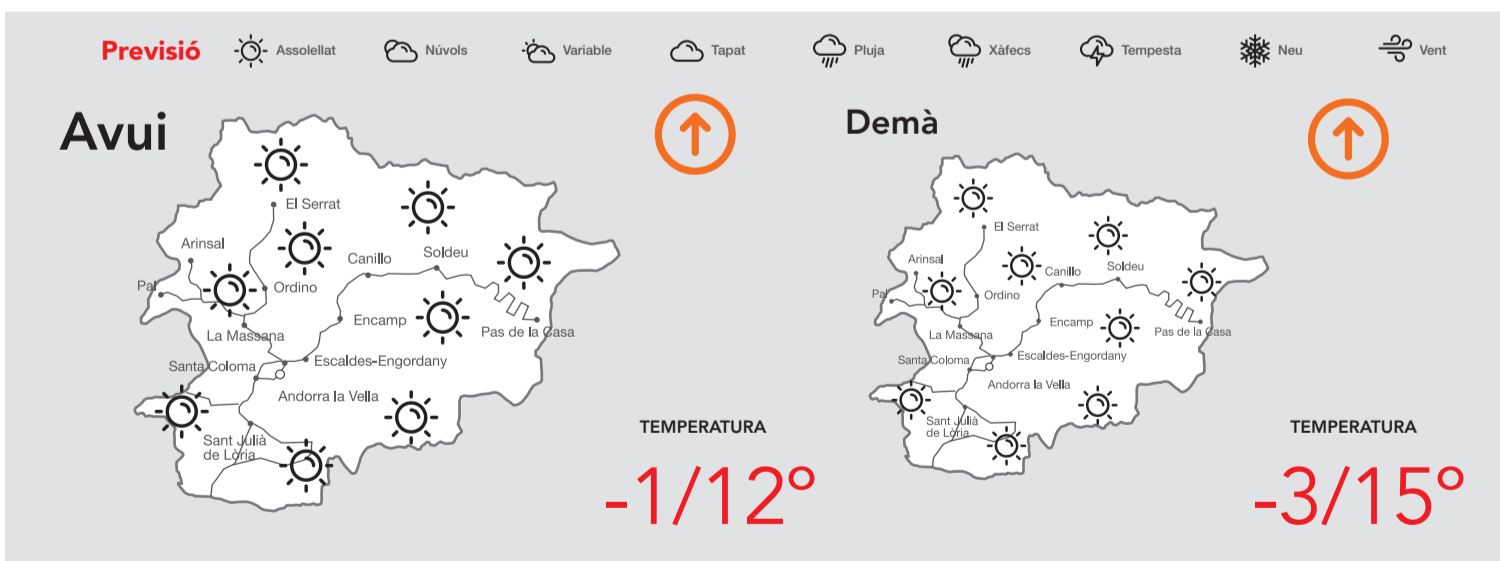 Previsió
Assolellat
Núvols
Variable
Tapat
Pluja
Xàfecs
Tempesta
Neu
Vent
Avui
El Serrat
Arinsal
Soldeu
Canillo
Pal
Ordino
Encamp
La Massana
Pas de la Casa
Escaldes-Engordany
Santa Coloma
Andorra la Vella
Sant Julià
de Lòria
TEMPERATURA
-1/12°
Demà
El Serrat
Arinsal
Soldeu
Canillo
Pal
Ordino
Encamp
La Massana
Pas de la Casa
Escaldes-Engordany
Santa Coloma
Andorra la Vella
Sant Julià
de Lòria
TEMPERATURA
-3/15°